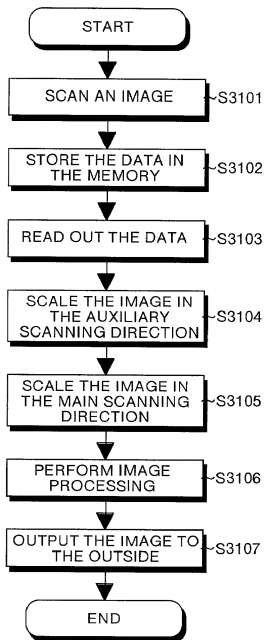 START
SCAN AN IMAGE
S3101
STORE THE DATA IN
THE MEMORY
S3102
READ OUT THE DATA
S3103
SCALE THE IMAGE IN
THE AUXILIARY
SCANNING DIRECTION
S3104
SCALE THE IMAGE IN
THE MAIN SCANNING
DIRECTION
S3105
PERFORM IMAGE
PROCESSING
S3106
OUTPUT THE IMAGE TO
THE OUTSIDE
S3107
END